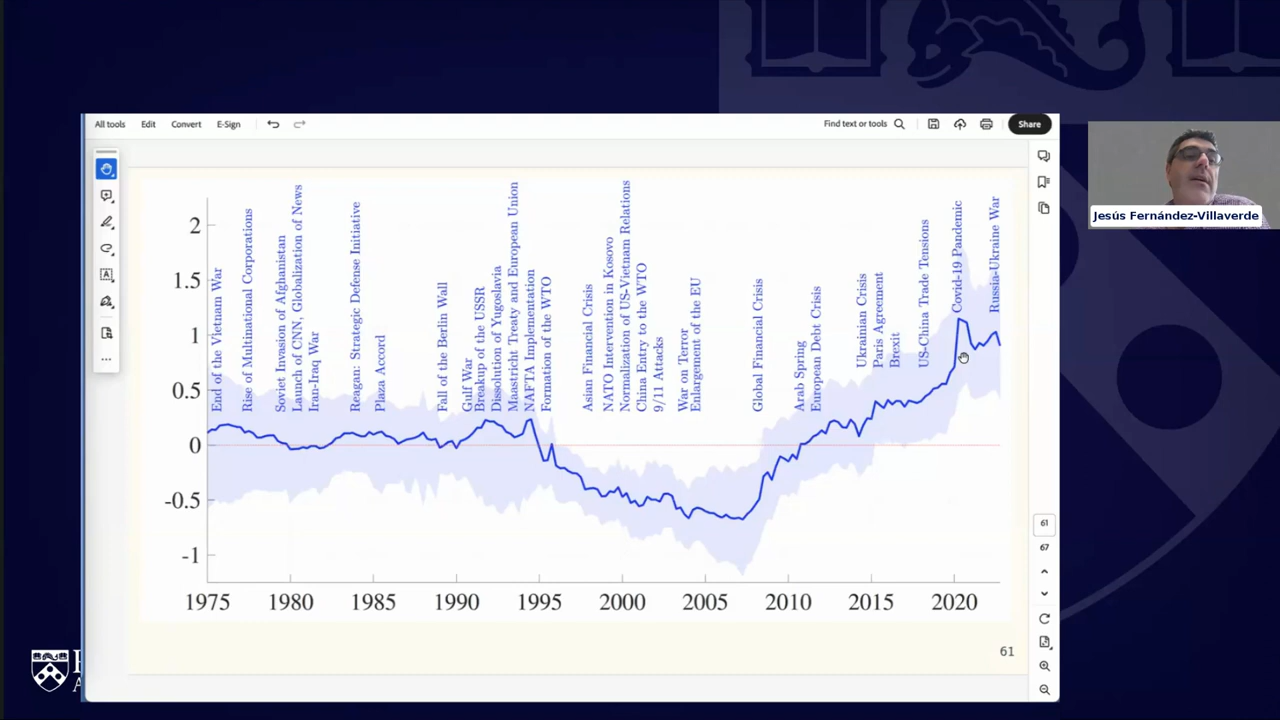 All tools Edit Convert E-Sign
Find text or tools
Share
Jesús Fernández-Villaverde
2
1.5
1
0.5
0
-0.5
-1
End of the Vietnam War
Rise of Multinational Corporations
Soviet Invasion of Afghanistan
Launch of CNN, Globalization of News
Iran-Iraq War
Reagan: Strategic Defense Initiative
Plaza Accord
Fall of the Berlin Wall
Gulf War
Breakup of the USSR
Dissolution of Yugoslavia
Maastricht Treaty and European Union
NAFTA Implementation
Formation of the WTO
Asian Financial Crisis
NATO Intervention in Kosovo
Normalization of US-Vietnam Relations
China Entry to the WTO
9/11 Attacks
War on Terror
Enlargement of the EU
Global Financial Crisis
Arab Spring
European Debt Crisis
Ukrainian Crisis
Paris Agreement
Brexit
US-China Trade Tensions
Covid-19 Pandemic
Russia-Ukraine War
1975 1980 1985 1990 1995 2000 2005 2010 2015 2020
61
61
67